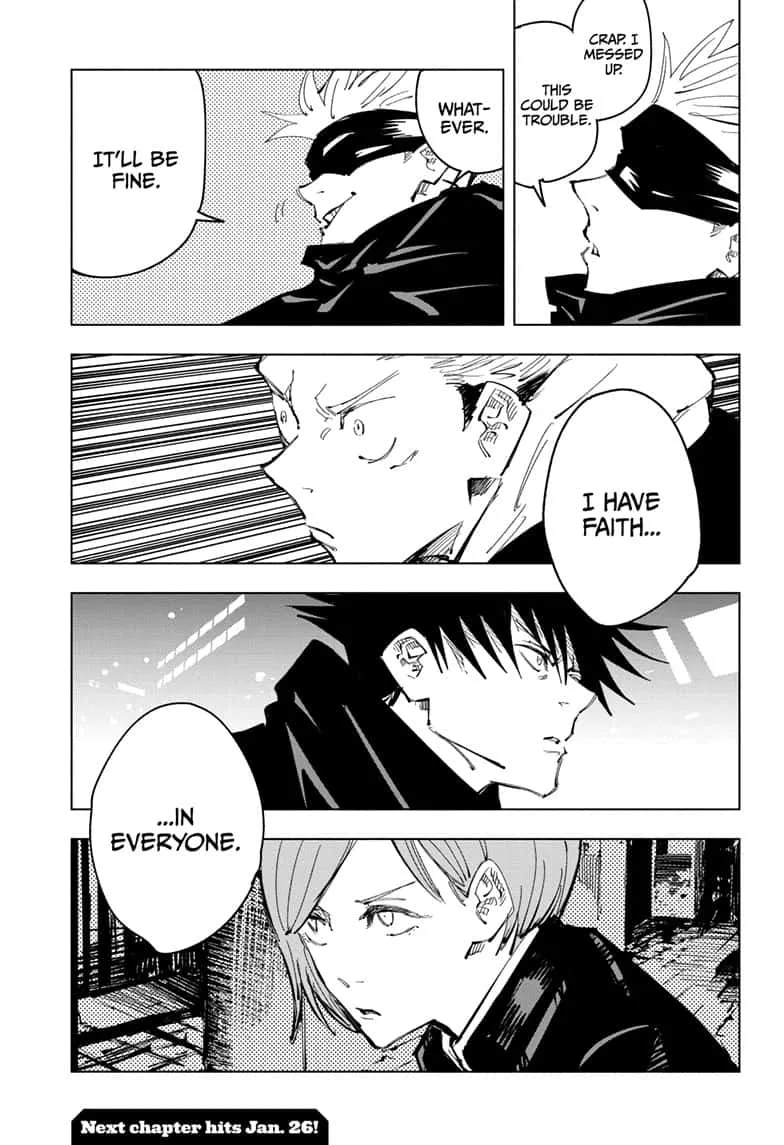 CRAP. I
MESSED
UP.
THIS
COULD BE
TROUBLE.
WHAT-
EVER.
IT'LL BE
FINE.
I HAVE
FAITH...
...IN
EVERYONE.
Next chapter hits Jan. 26!